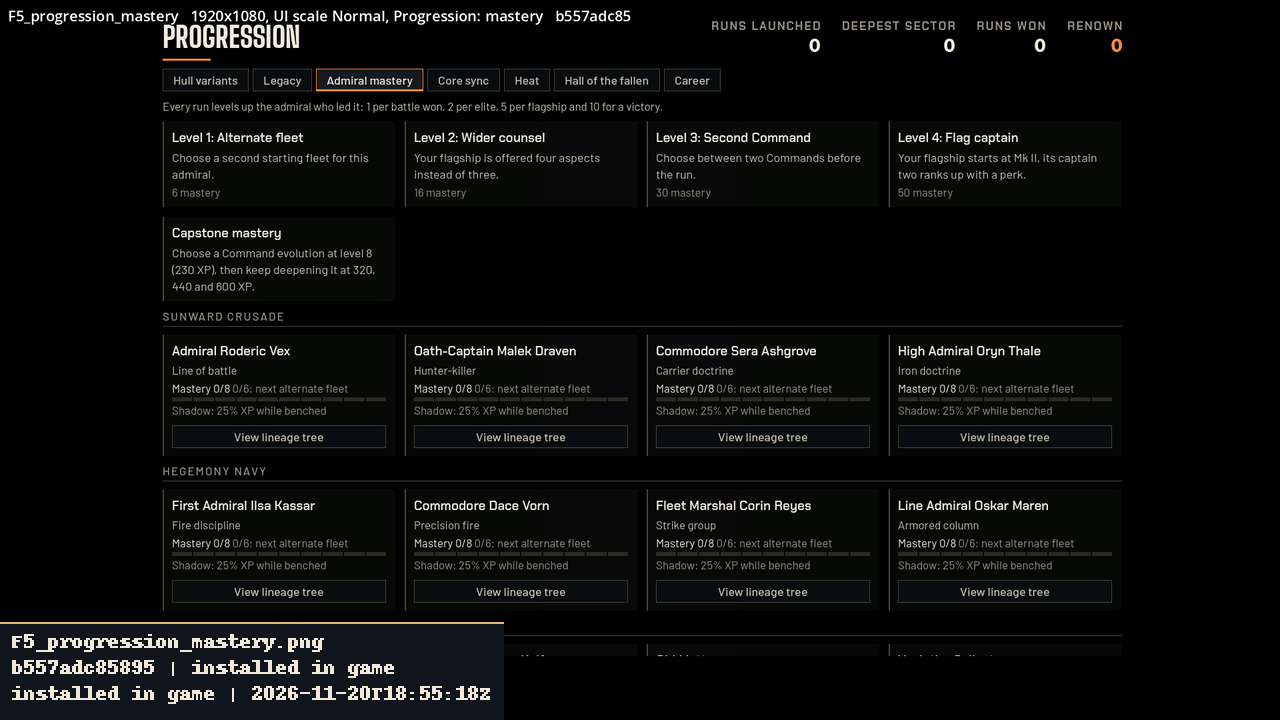 F5_progression_mastery 1920x1080, UI scale Normal, Progression: mastery b557adc85
PROGRESSION
RUNS LAUNCHED DEEPEST SECTOR RUNS WON RENOWN
0 0 0 0
Hull variants Legacy Admiral mastery Core sync Heat Hall of the fallen Career
Every run levels up the admiral who led it: 1 per battle won, 2 per elite, 5 per flagship and 10 for a victory.
Level 1: Alternate fleet
Choose a second starting fleet for this
admiral.
6 mastery
Level 2: Wider counsel
Your flagship is offered four aspects
instead of three.
16 mastery
Level 3: Second Command
Choose between two Commands before
the run.
30 mastery
Level 4: Flag captain
Your flagship starts at Mk II, its captain
two ranks up with a perk.
50 mastery
Capstone mastery
Choose a Command evolution at level 8
(230 XP), then keep deepening it at 320,
440 and 600 XP.
SUNWARD CRUSADE
Admiral Roderic Vex
Line of battle
Mastery 0/8 0/6: next alternate fleet
Shadow: 25% XP while benched
View lineage tree
Oath-Captain Malek Draven
Hunter-killer
Mastery 0/8 0/6: next alternate fleet
Shadow: 25% XP while benched
View lineage tree
Commodore Sera Ashgrove
Carrier doctrine
Mastery 0/8 0/6: next alternate fleet
Shadow: 25% XP while benched
View lineage tree
High Admiral Oryn Thale
Iron doctrine
Mastery 0/8 0/6: next alternate fleet
Shadow: 25% XP while benched
View lineage tree
HEGEMONY NAVY
First Admiral Ilsa Kassar
Fire discipline
Mastery 0/8 0/6: next alternate fleet
Shadow: 25% XP while benched
View lineage tree
Commodore Dace Vorn
Precision fire
Mastery 0/8 0/6: next alternate fleet
Shadow: 25% XP while benched
View lineage tree
Fleet Marshal Corin Reyes
Strike group
Mastery 0/8 0/6: next alternate fleet
Shadow: 25% XP while benched
View lineage tree
Line Admiral Oskar Maren
Armored column
Mastery 0/8 0/6: next alternate fleet
Shadow: 25% XP while benched
View lineage tree
F5_progression_mastery.png
b557adc85895 | installed in game
installed in game | 2026-11-20T18:55:18Z